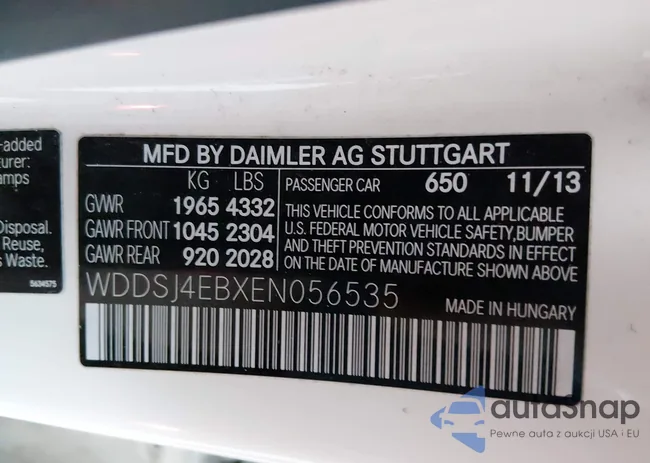 -added
urer:
amps
Disposal.
Reuse,
s Waste.
5634575
MFD BY DAIMLER AG STUTTGART
KG LBS
GVWR 1965 4332
GAWR FRONT 1045 2304
GAWR REAR 920 2028
PASSENGER CAR 650 11/13
THIS VEHICLE CONFORMS TO ALL APPLICABLE
U.S. FEDERAL MOTOR VEHICLE SAFETY,BUMPER
AND THEFT PREVENTION STANDARDS IN EFFECT
ON THE DATE OF MANUFACTURE SHOWN ABOVE
WDDSJ4EBXEN056535
MADE IN HUNGARY
autasnap
Pewne auta z aukcji USA i EU